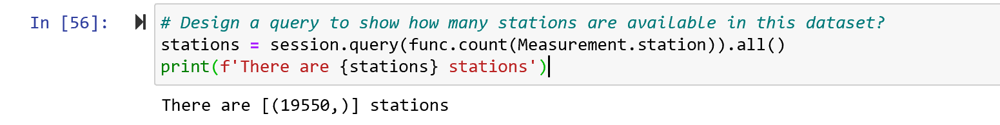 In [56]: # Design a query to show how many stations are available in this dataset?
stations = session.query(func.count(Measurement.station)).all()
print(f'There are {stations} stations')
There are [(19550,)] stations